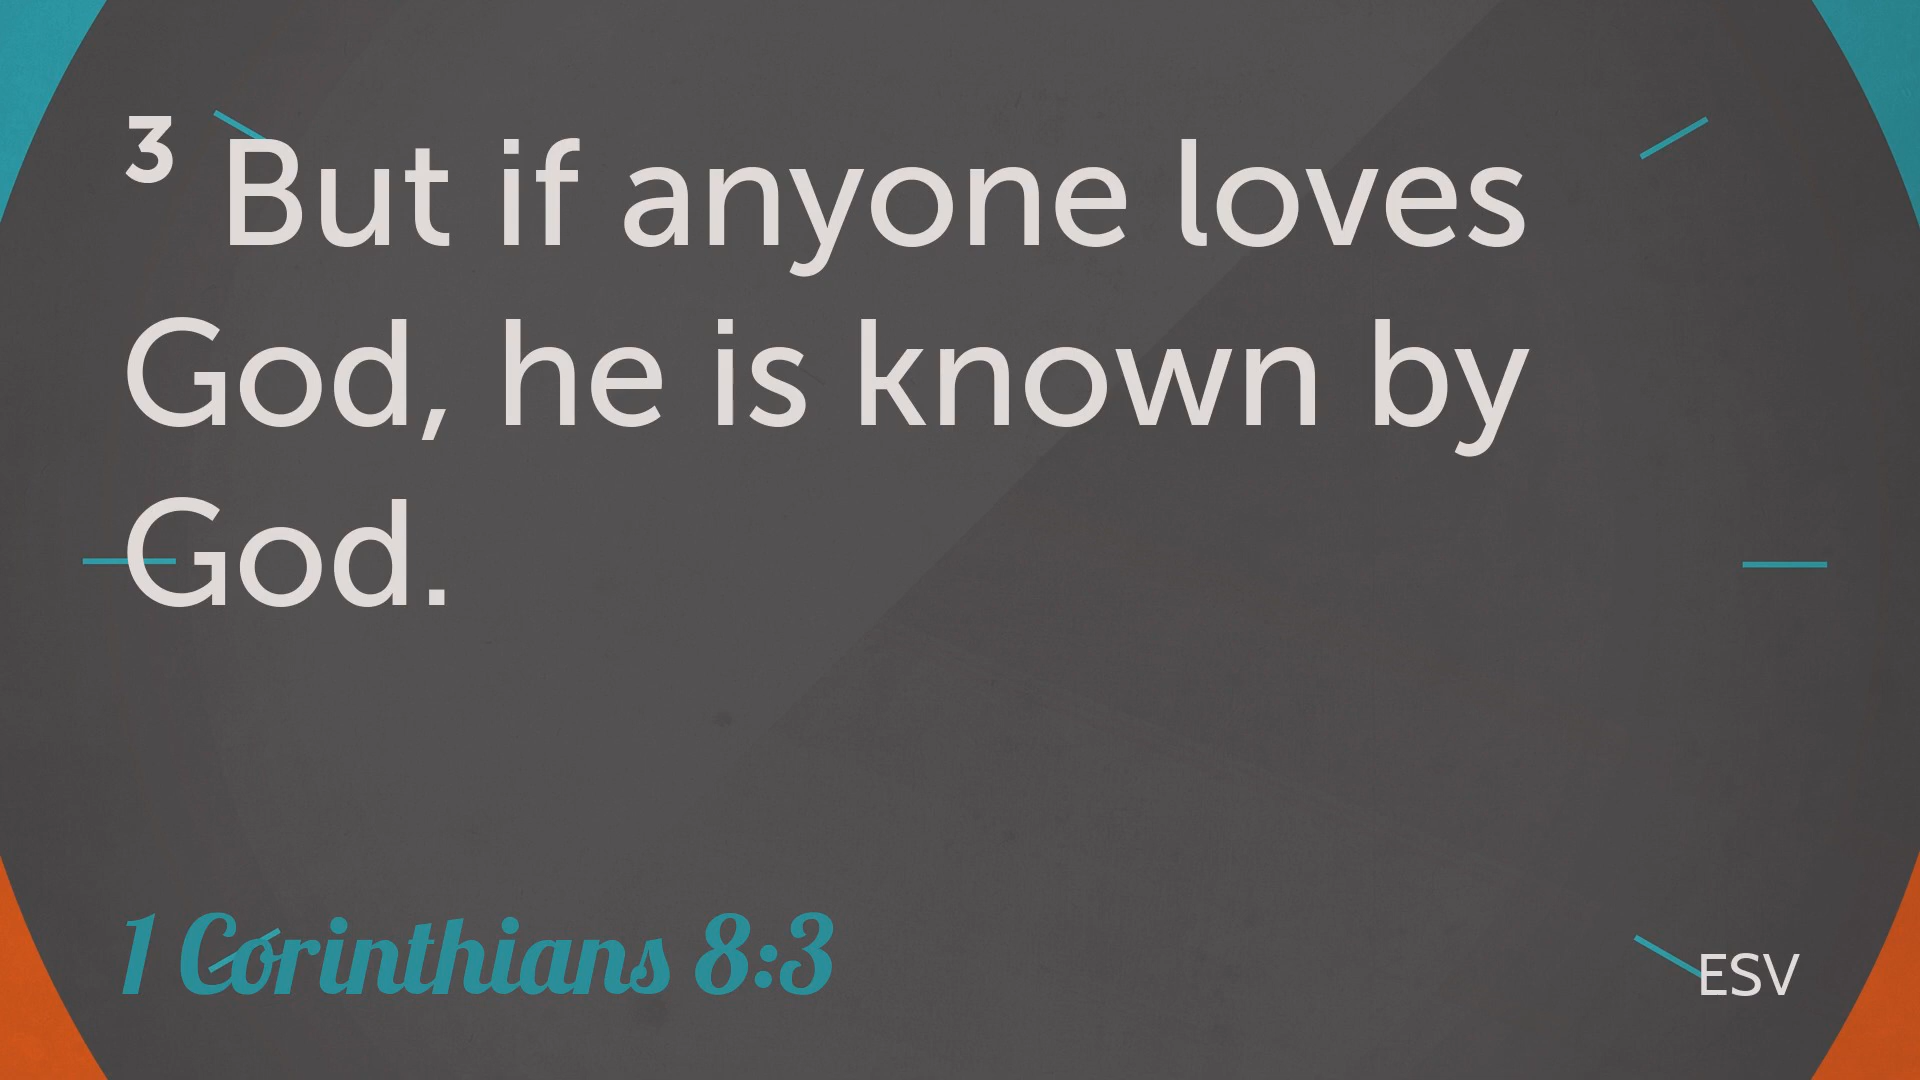 3 But if anyone loves
God, he is known by
God.
1 Corinthians 8:3
ESV